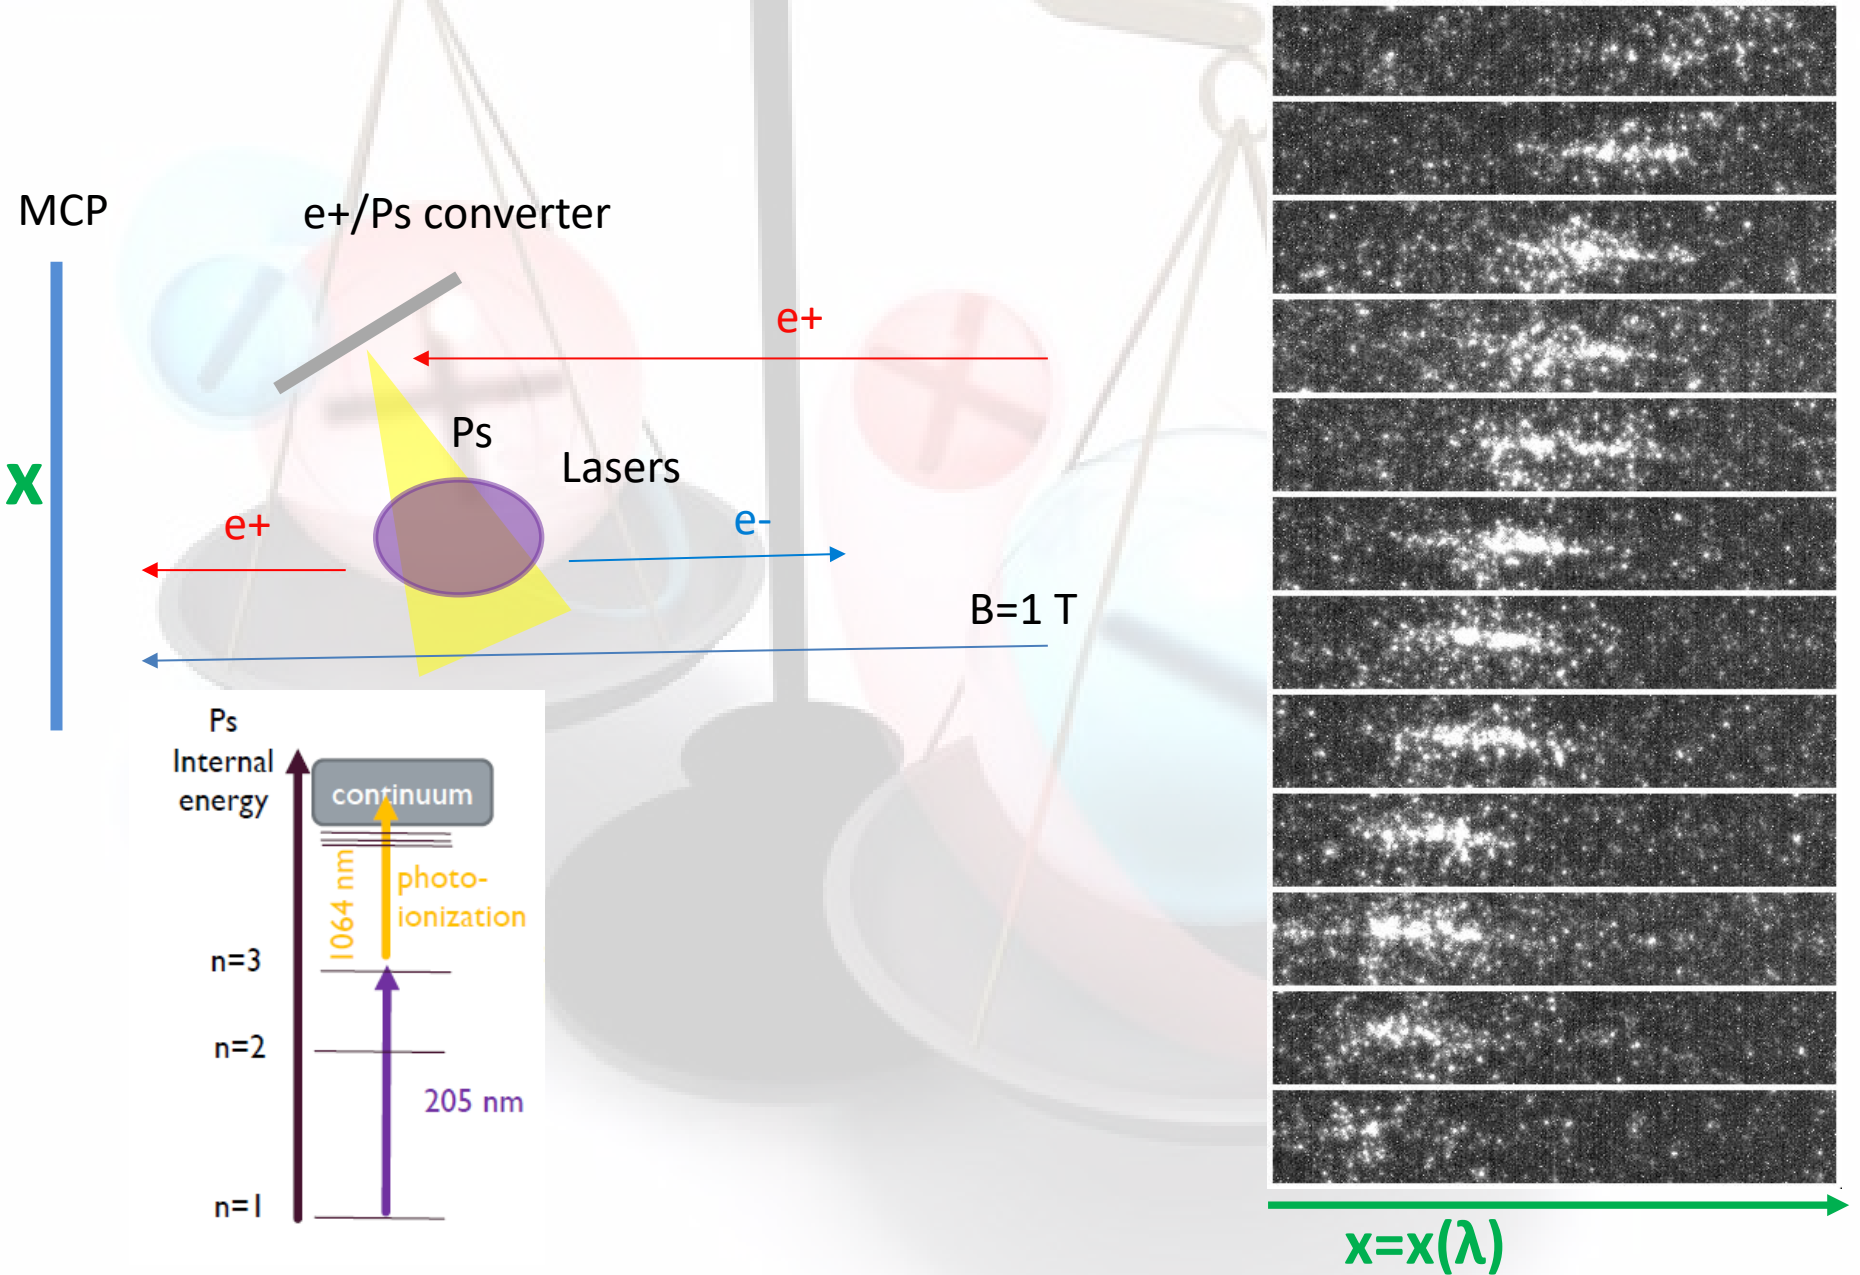 MCP
e+/Ps converter
e+
Ps
Lasers
x
e+
e-
B=1 T
Ps
Internal
energy
continuum
1064 nm
photo-
ionization
n=3
n=2
205 nm
n=1
x=x(λ)